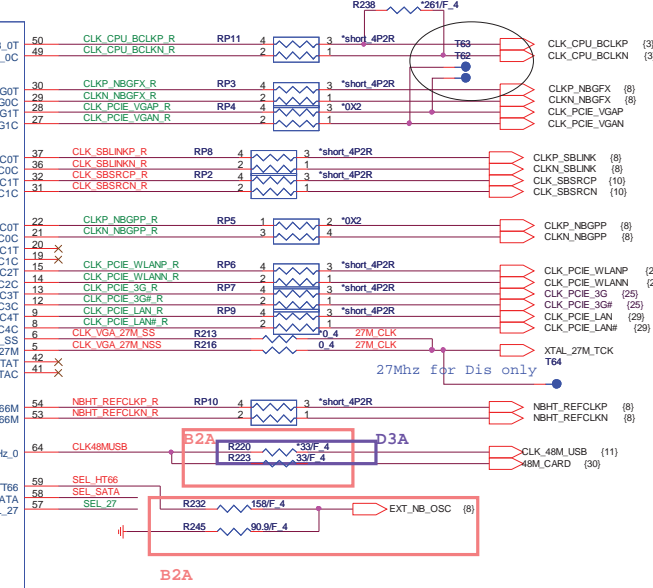 R238 *261/F_4
_0T 50 CLK_CPU_BCLKP_R RP11 4 3 *short_4P2R T63 CLK_CPU_BCLKP {3}
_0C 49 CLK_CPU_BCLKN_R 2 1 T62 CLK_CPU_BCLKN {3
G0T 30 CLKP_NBGFX_R RP3 4 3 *short_4P2R CLKP_NBGFX {8}
G0C 29 CLKN_NBGFX_R 2 1 CLKN_NBGFX {8}
G1T 28 CLK_PCIE_VGAP_R RP4 4 3 *0X2 CLK_PCIE_VGAP
G1C 27 CLK_PCIE_VGAN_R 2 1 CLK_PCIE_VGAN
C0T 37 CLK_SBLINKP_R RP8 4 3 *short_4P2R CLKP_SBLINK {8}
C0C 36 CLK_SBLINKN_R 2 1 CLKN_SBLINK {8}
C1T 32 CLK_SBSRCP_R RP2 4 3 *short_4P2R CLK_SBSRCP {10}
C1C 31 CLK_SBSRCN_R 2 1 CLK_SBSRCN {10}
C0T 22 CLKP_NBGPP_R RP5 1 2 *0X2 CLKP_NBGPP {8}
C0C 21 CLKN_NBGPP_R 3 4 CLKN_NBGPP {8}
C1T 20
C1C 19
C2T 15 CLK_PCIE_WLANP_R RP6 4 3 *short_4P2R CLK_PCIE_WLANP {2
C2C 14 CLK_PCIE_WLANN_R 2 1 CLK_PCIE_WLANN {2
C3T 13 CLK_PCIE_3G_R RP7 4 3 *short_4P2R CLK_PCIE_3G {25}
C3C 12 CLK_PCIE_3G#_R 2 1 CLK_PCIE_3G# {25}
C4T 9 CLK_PCIE_LAN_R RP9 4 3 *short_4P2R CLK_PCIE_LAN {29}
C4C 8 CLK_PCIE_LAN#_R 2 1 CLK_PCIE_LAN# {29}
SS 6 CLK_VGA_27M_SS R213 *0_4 27M_CLK
27M 5 CLK_VGA_27M_NSS R216 0_4 27M_CLK XTAL_27M_TCK
TAT 42 T64
TAC 41 27Mhz for Dis only
66M 54 NBHT_REFCLKP_R RP10 4 3 *short_4P2R NBHT_REFCLKP {8}
66M 53 NBHT_REFCLKN_R 2 1 NBHT_REFCLKN {8}
B2A D3A
Hz_0 64 CLK48MUSB R220 *33/F_4 CLK_48M_USB {11}
R223 33/F_4 48M_CARD {30}
T66 59 SEL_HT66
ATA 58 SEL_SATA
_27 57 SEL_27 R232 158/F_4 EXT_NB_OSC {8}
R245 90.9/F_4
B2A